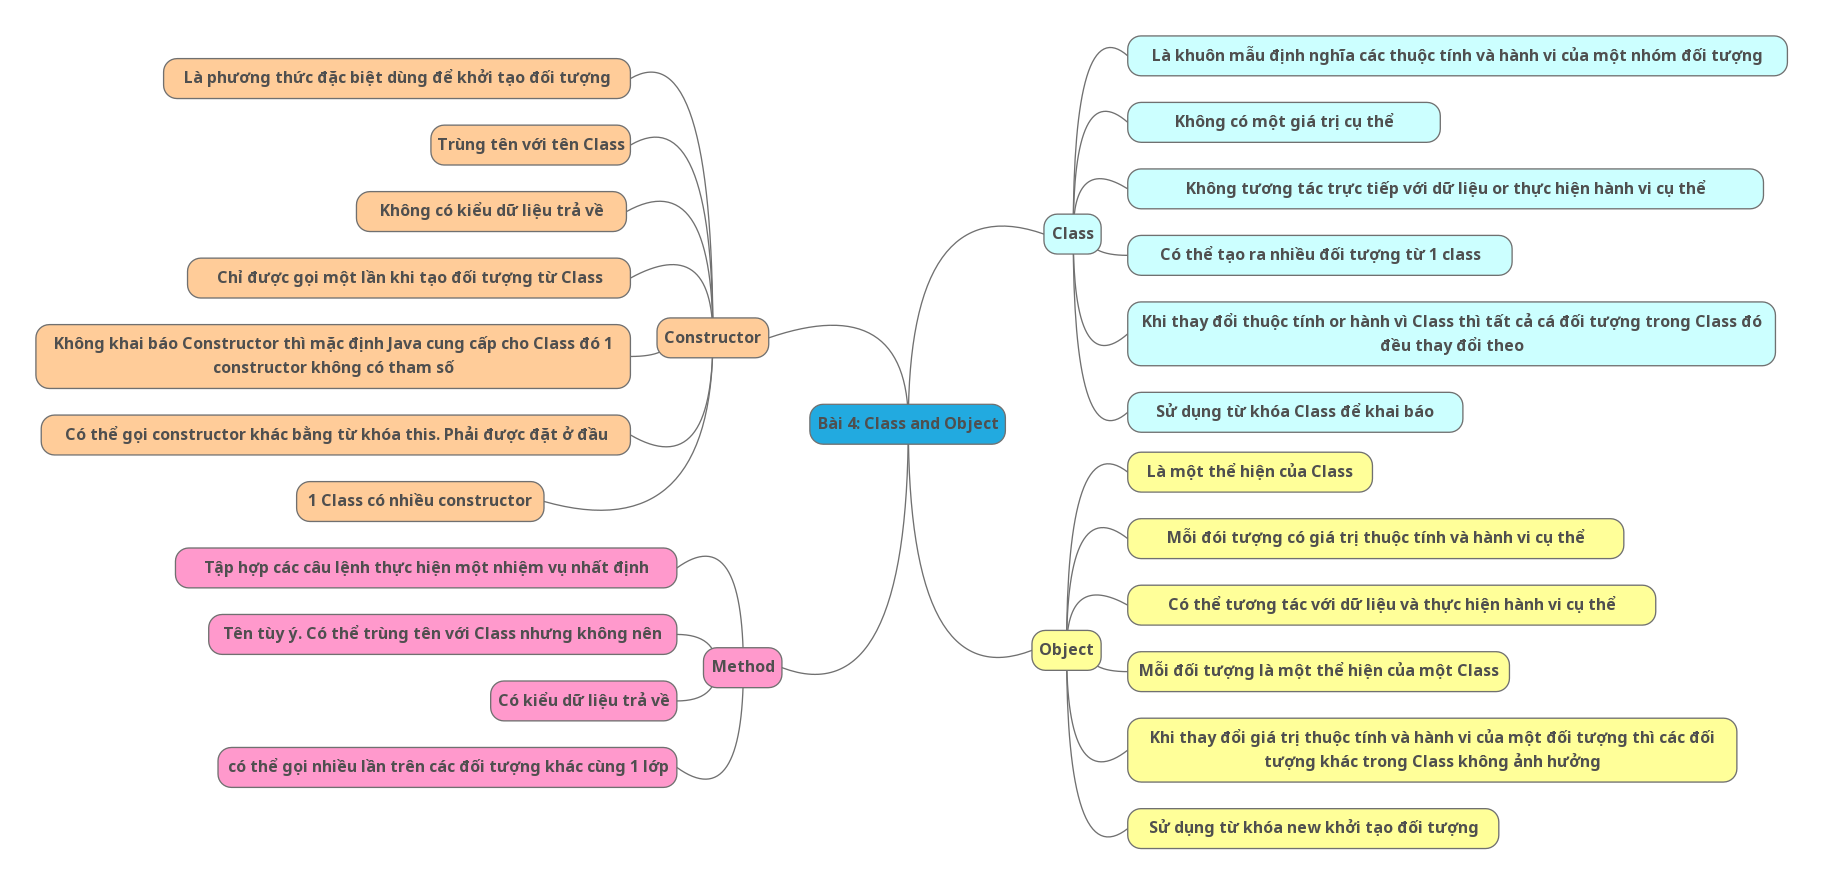 Bài 4: Class and Object
Constructor
Là phương thức đặc biệt dùng để khởi tạo đối tượng
Trùng tên với tên Class
Không có kiểu dữ liệu trả về
Chỉ được gọi một lần khi tạo đối tượng từ Class
Không khai báo Constructor thì mặc định Java cung cấp cho Class đó 1
constructor không có tham số
Có thể gọi constructor khác bằng từ khóa this. Phải được đặt ở đầu
1 Class có nhiều constructor
Method
Tập hợp các câu lệnh thực hiện một nhiệm vụ nhất định
Tên tùy ý. Có thể trùng tên với Class nhưng không nên
Có kiểu dữ liệu trả về
có thể gọi nhiều lần trên các đối tượng khác cùng 1 lớp
Class
Là khuôn mẫu định nghĩa các thuộc tính và hành vi của một nhóm đối tượng
Không có một giá trị cụ thể
Không tương tác trực tiếp với dữ liệu or thực hiện hành vi cụ thể
Có thể tạo ra nhiều đối tượng từ 1 class
Khi thay đổi thuộc tính or hành vì Class thì tất cả cá đối tượng trong Class đó
đều thay đổi theo
Sử dụng từ khóa Class để khai báo
Object
Là một thể hiện của Class
Mỗi đói tượng có giá trị thuộc tính và hành vi cụ thể
Có thể tương tác với dữ liệu và thực hiện hành vi cụ thể
Mỗi đối tượng là một thể hiện của một Class
Khi thay đổi giá trị thuộc tính và hành vi của một đối tượng thì các đối
tượng khác trong Class không ảnh hưởng
Sử dụng từ khóa new khởi tạo đối tượng